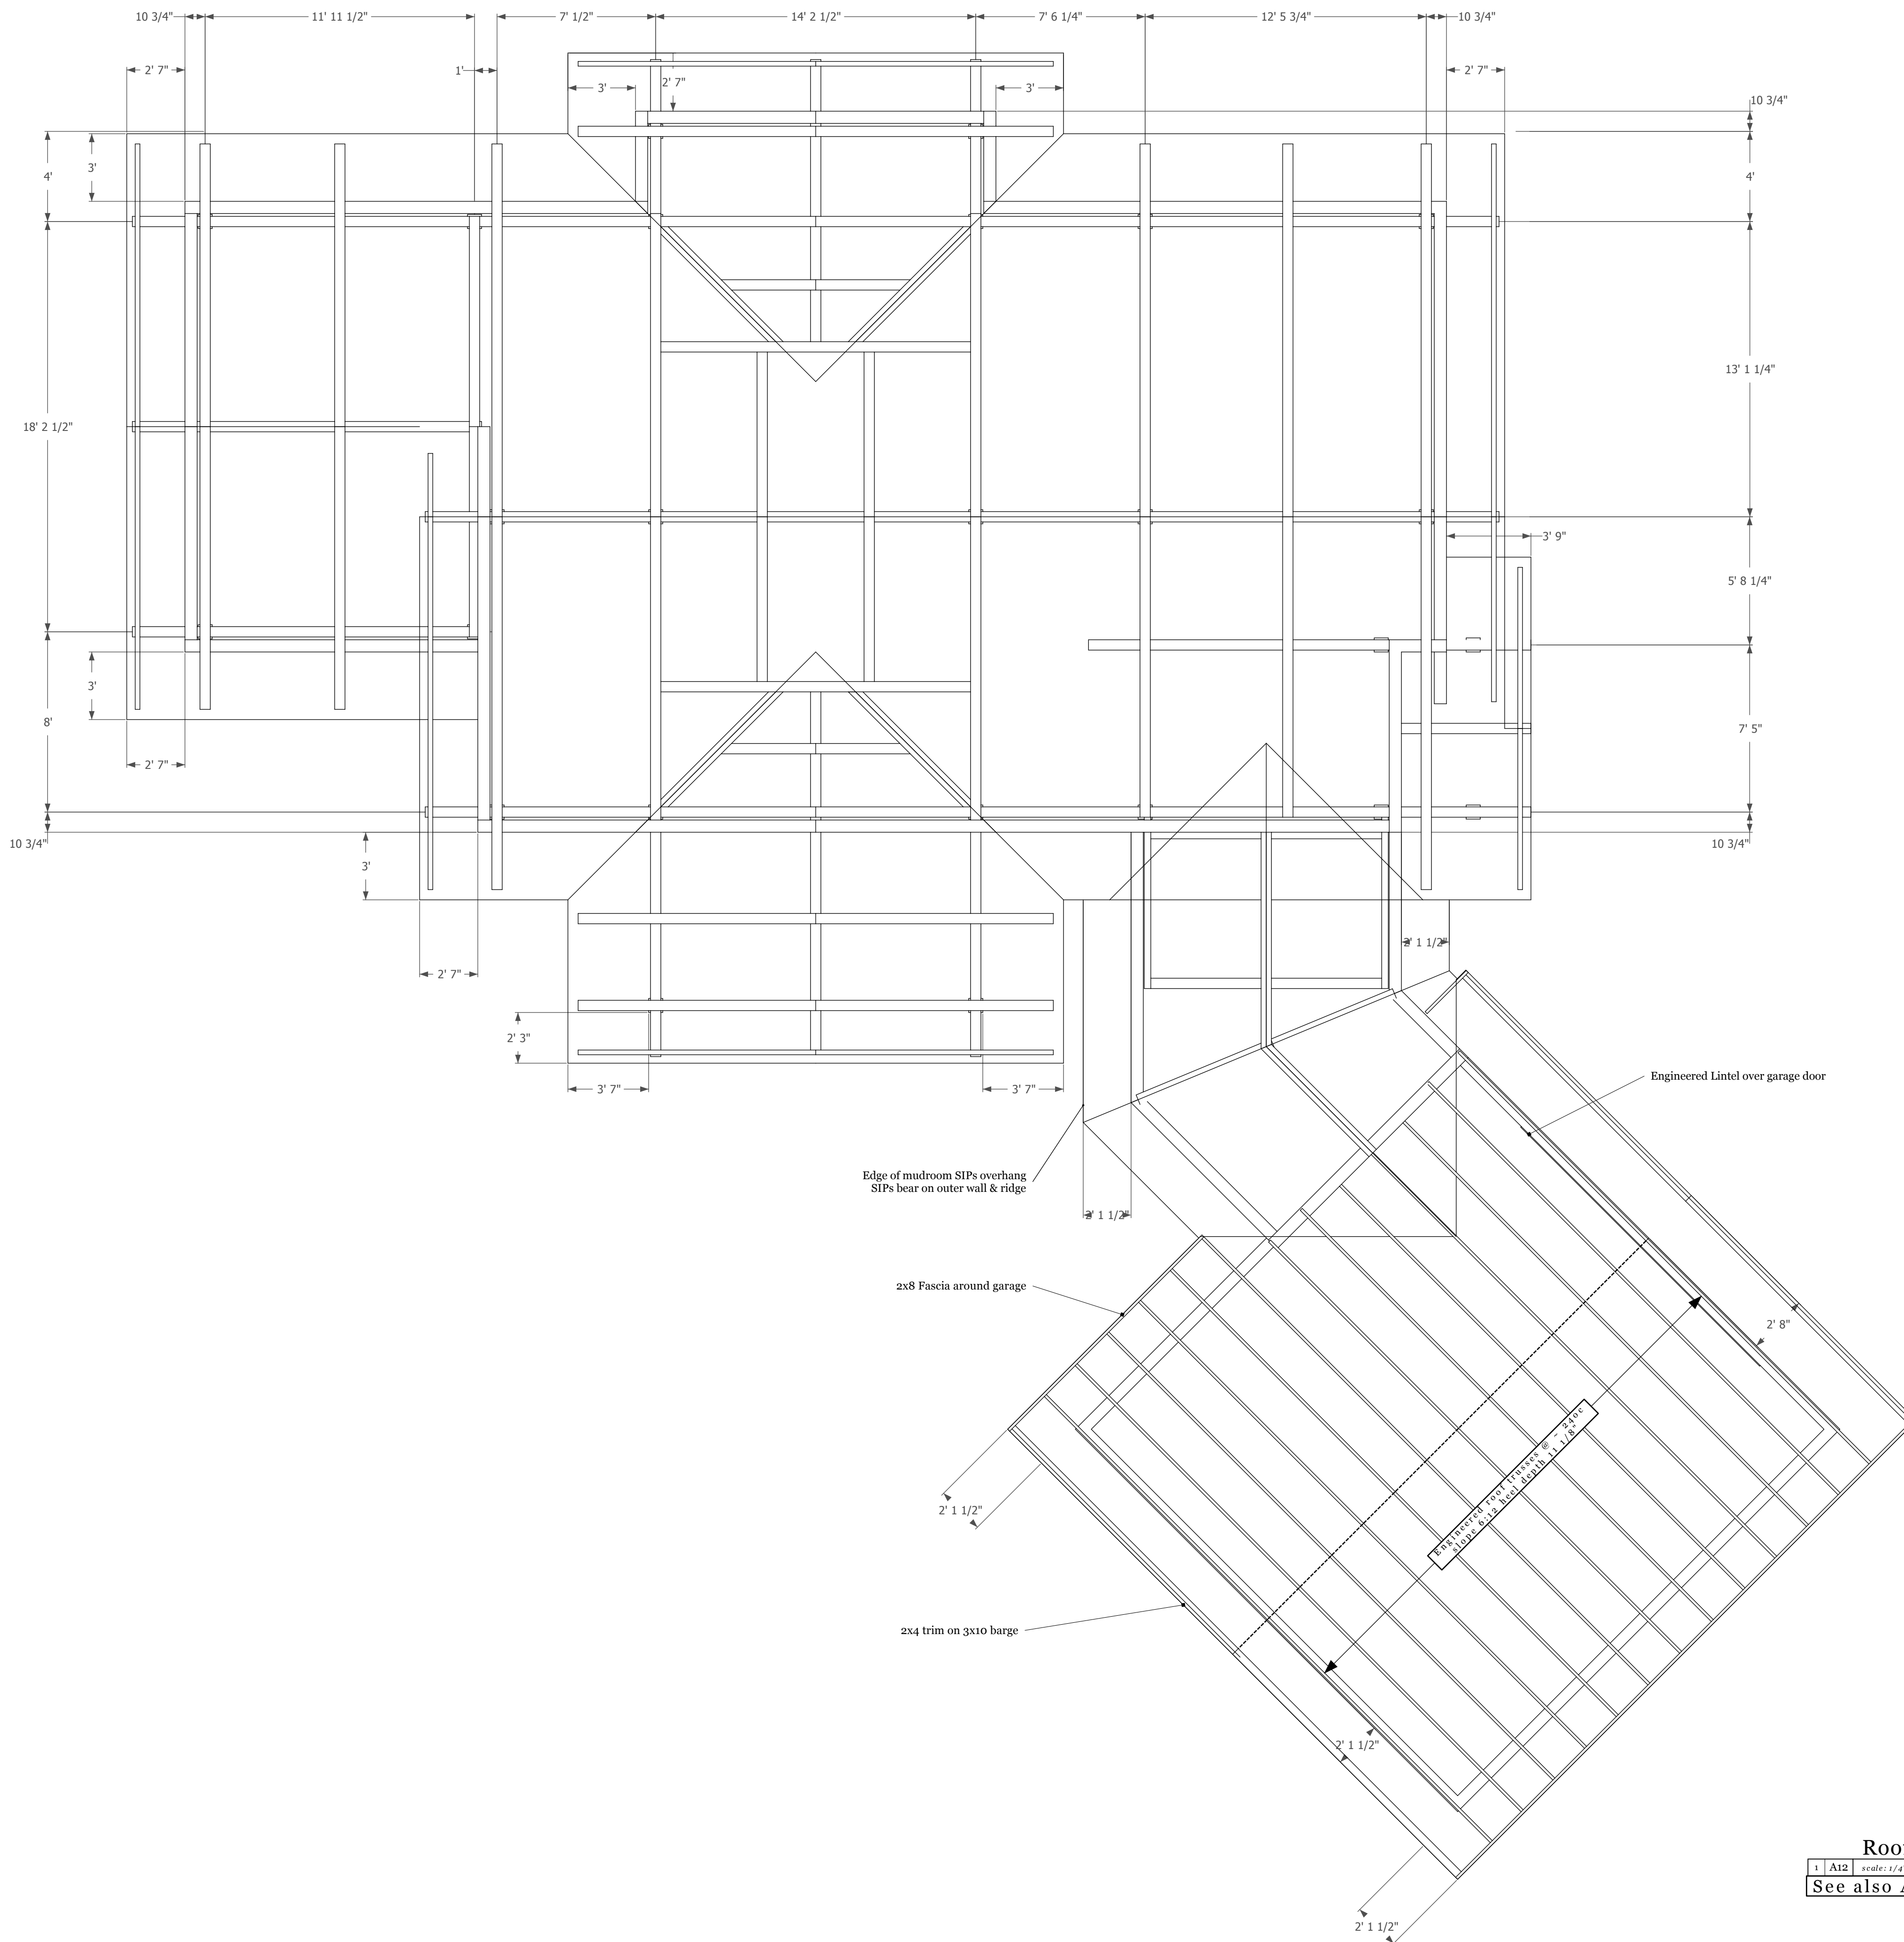 10 3/4"
11' 11 1/2"
7' 1/2"
14' 2 1/2"
7' 6 1/4"
12' 5 3/4"
10 3/4"
2' 7"
1'
3'
2' 7"
3'
2' 7"
10 3/4"
4'
3'
4'
13' 1 1/4"
18' 2 1/2"
3' 9"
5' 8 1/4"
3'
8'
7' 5"
2' 7"
10 3/4"
3'
10 3/4"
2' 7"
2' 1 1/2"
2' 3"
3' 7"
3' 7"
Engineered Lintel over garage door
Edge of mudroom SIPs overhang
SIPs bear on outer wall & ridge
2' 1 1/2"
2x8 Fascia around garage
2' 8"
Engineered roof trusses @ ~ 24oc
slope 6:12 heel depth 11 1/8"
2' 1 1/2"
2x4 trim on 3x10 barge
2' 1 1/2"
2' 1 1/2"
Roo
1 A12 scale: 1/4
See also A